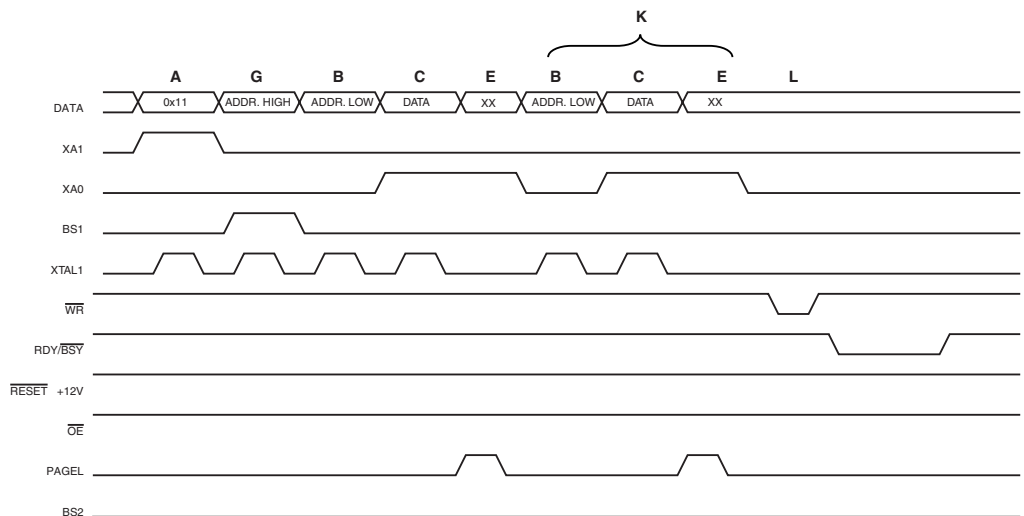 K
A G B C E B C E L
DATA 0x11 ADDR. HIGH ADDR. LOW DATA XX ADDR. LOW DATA XX
XA1
XA0
BS1
XTAL1
WR
RDY/BSY
RESET +12V
OE
PAGEL
BS2